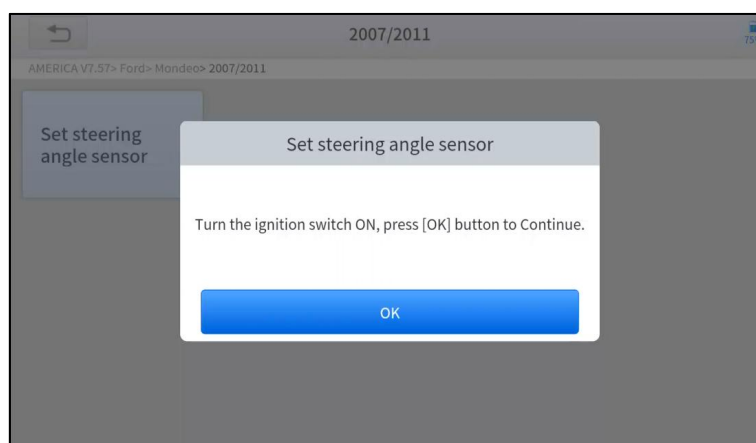 2007/2011
75%
AMERICA V7.57> Ford> Mondeo> 2007/2011
Set steering
angle sensor
Set steering angle sensor
Turn the ignition switch ON, press [OK] button to Continue.
OK